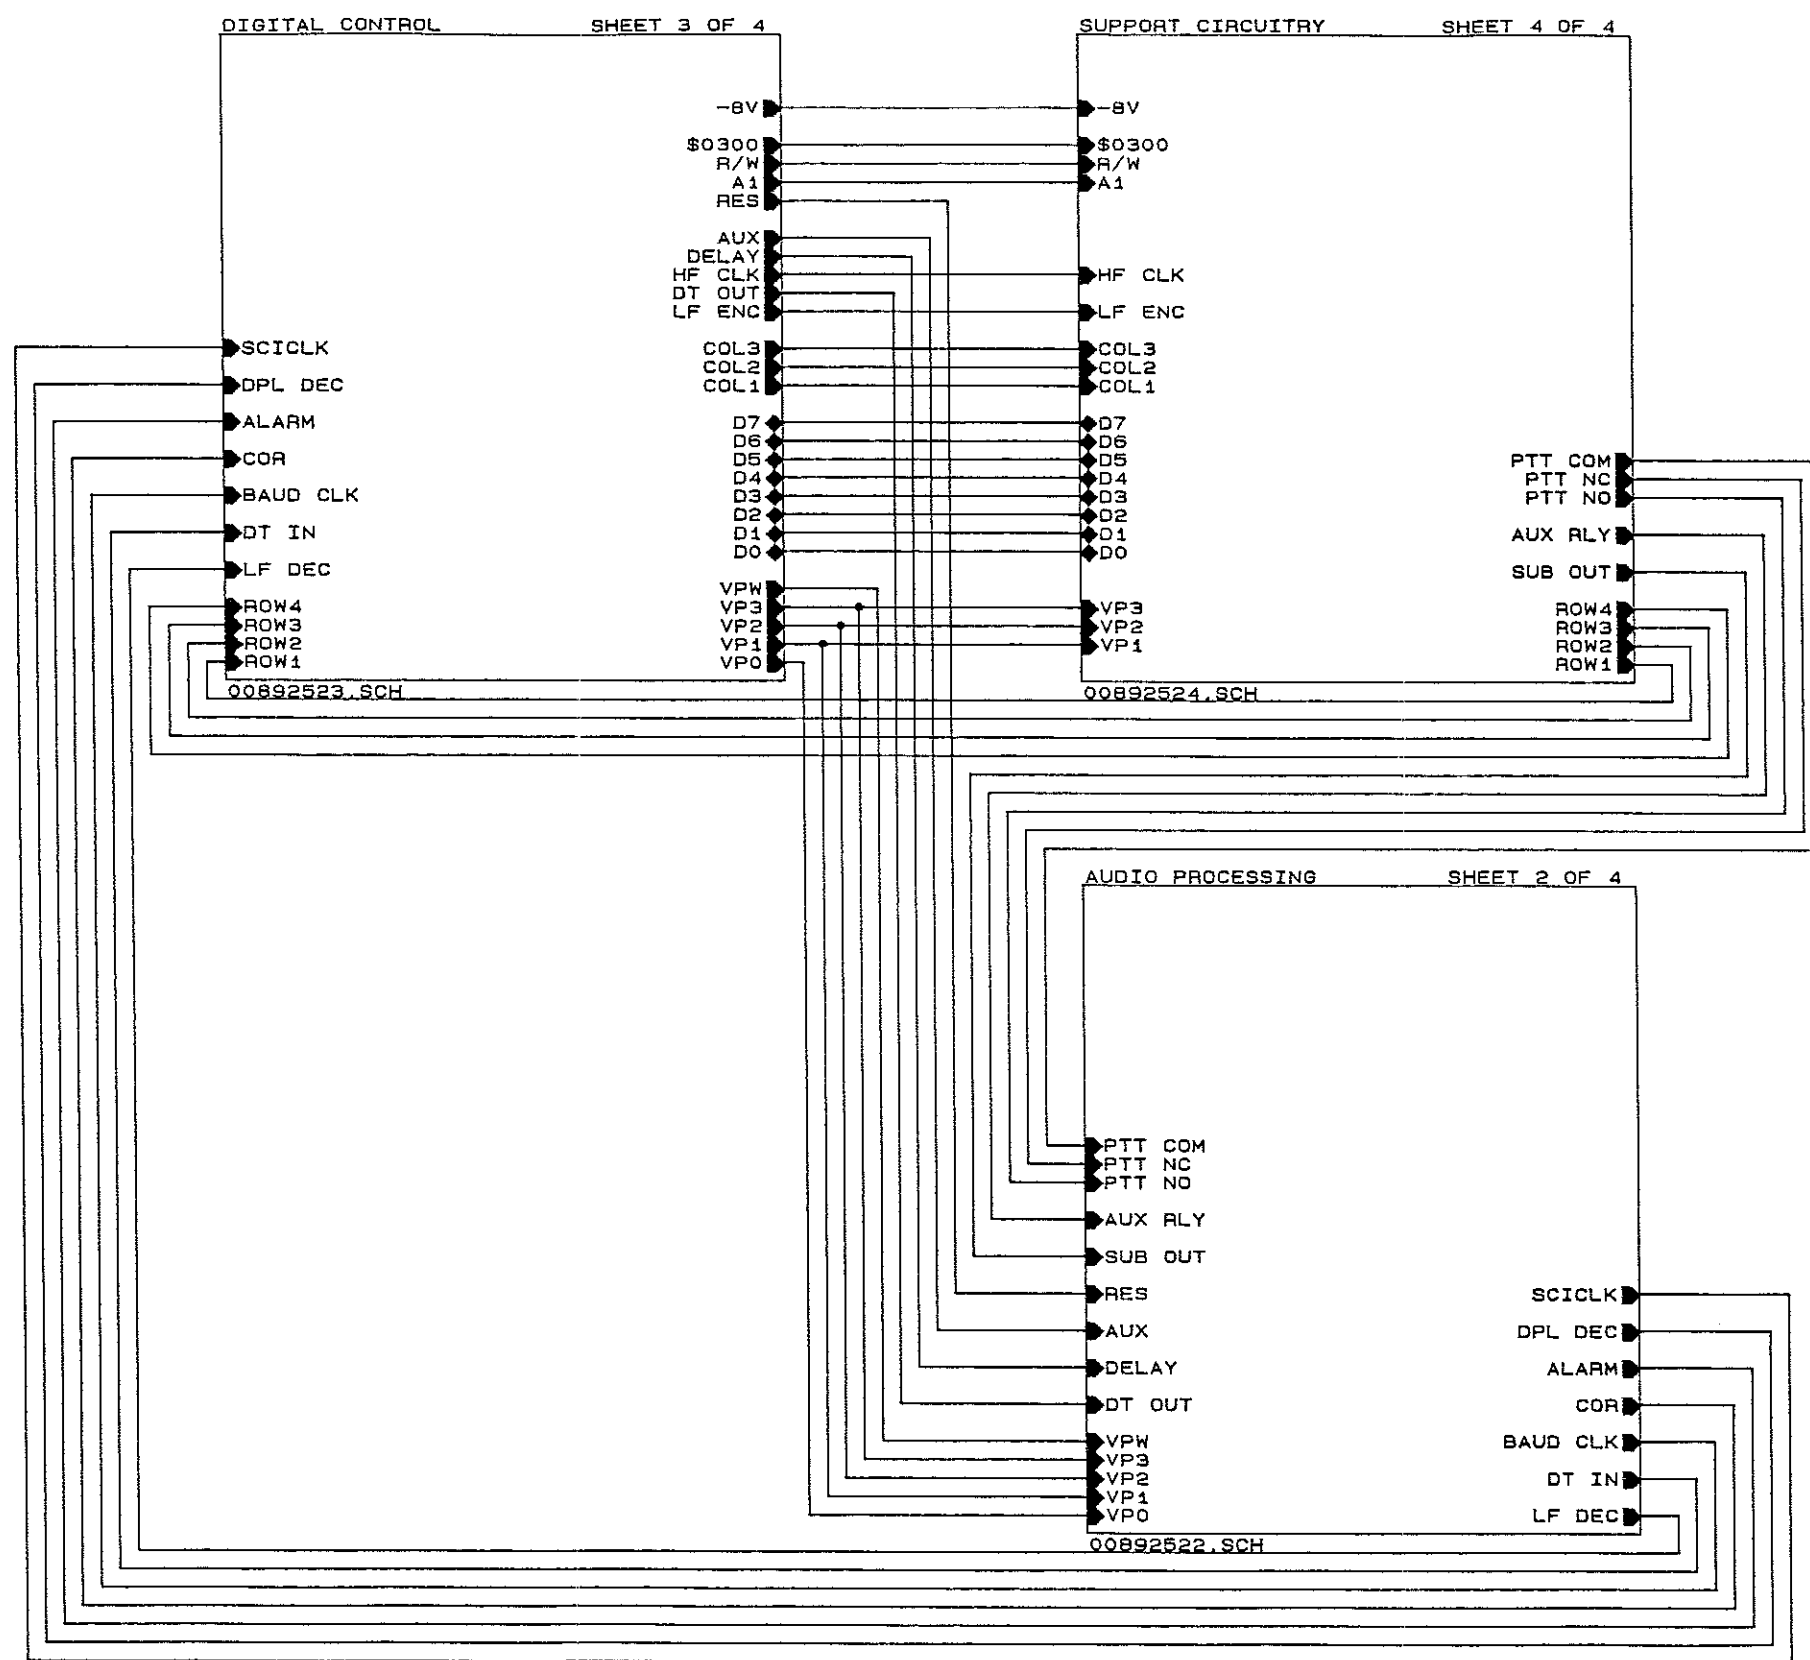 DIGITAL CONTROL SHEET 3 OF 4
-8V
$0300
R/W
A1
RES
AUX
DELAY
HF CLK
DT OUT
LF ENC
COL3
COL2
COL1
D7
D6
D5
D4
D3
D2
D1
D0
VPW
VP3
VP2
VP1
VP0
SCICLK
DPL DEC
ALARM
COR
BAUD CLK
DT IN
LF DEC
ROW4
ROW3
ROW2
ROW1
00892523.SCH
SUPPORT CIRCUITRY SHEET 4 OF 4
-8V
$0300
R/W
A1
HF CLK
LF ENC
COL3
COL2
COL1
D7
D6
D5
D4
D3
D2
D1
D0
VP3
VP2
VP1
PTT COM
PTT NC
PTT NO
AUX RLY
SUB OUT
ROW4
ROW3
ROW2
ROW1
00892524.SCH
AUDIO PROCESSING SHEET 2 OF 4
PTT COM
PTT NC
PTT NO
AUX RLY
SUB OUT
RES
AUX
DELAY
DT OUT
VPW
VP3
VP2
VP1
VP0
SCICLK
DPL DEC
ALARM
COR
BAUD CLK
DT IN
LF DEC
00892522.SCH